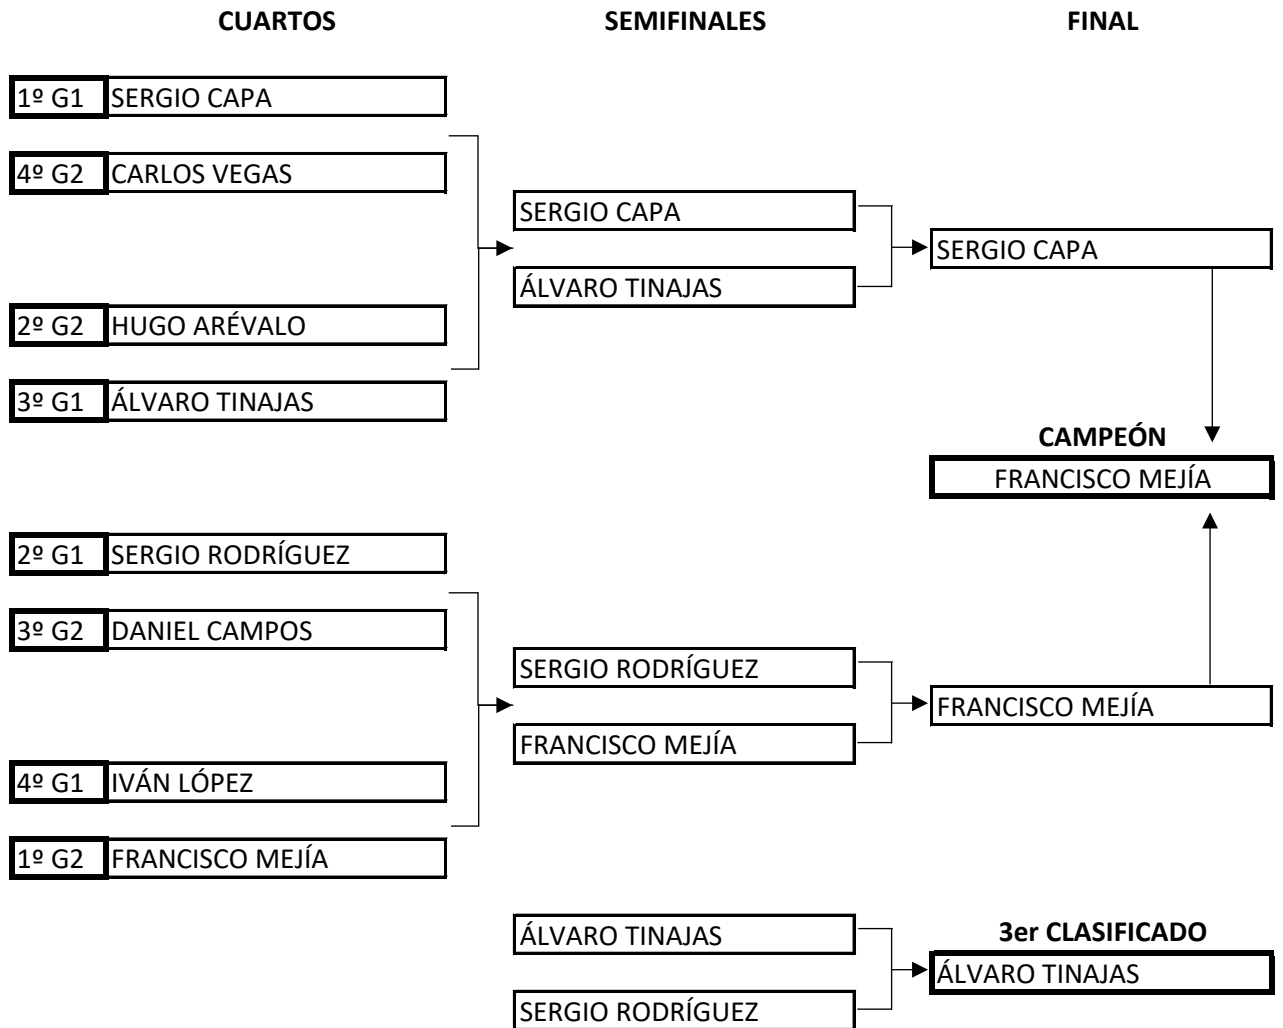 CUARTOS SEMIFINALES FINAL
1º G1 SERGIO CAPA
4º G2 CARLOS VEGAS
SERGIO CAPA
SERGIO CAPA
ÁLVARO TINAJAS
2º G2 HUGO ARÉVALO
3º G1 ÁLVARO TINAJAS
CAMPEÓN
FRANCISCO MEJÍA
2º G1 SERGIO RODRÍGUEZ
3º G2 DANIEL CAMPOS
SERGIO RODRÍGUEZ
FRANCISCO MEJÍA
FRANCISCO MEJÍA
4º G1 IVÁN LÓPEZ
1º G2 FRANCISCO MEJÍA
ÁLVARO TINAJAS 3er CLASIFICADO
ÁLVARO TINAJAS
SERGIO RODRÍGUEZ